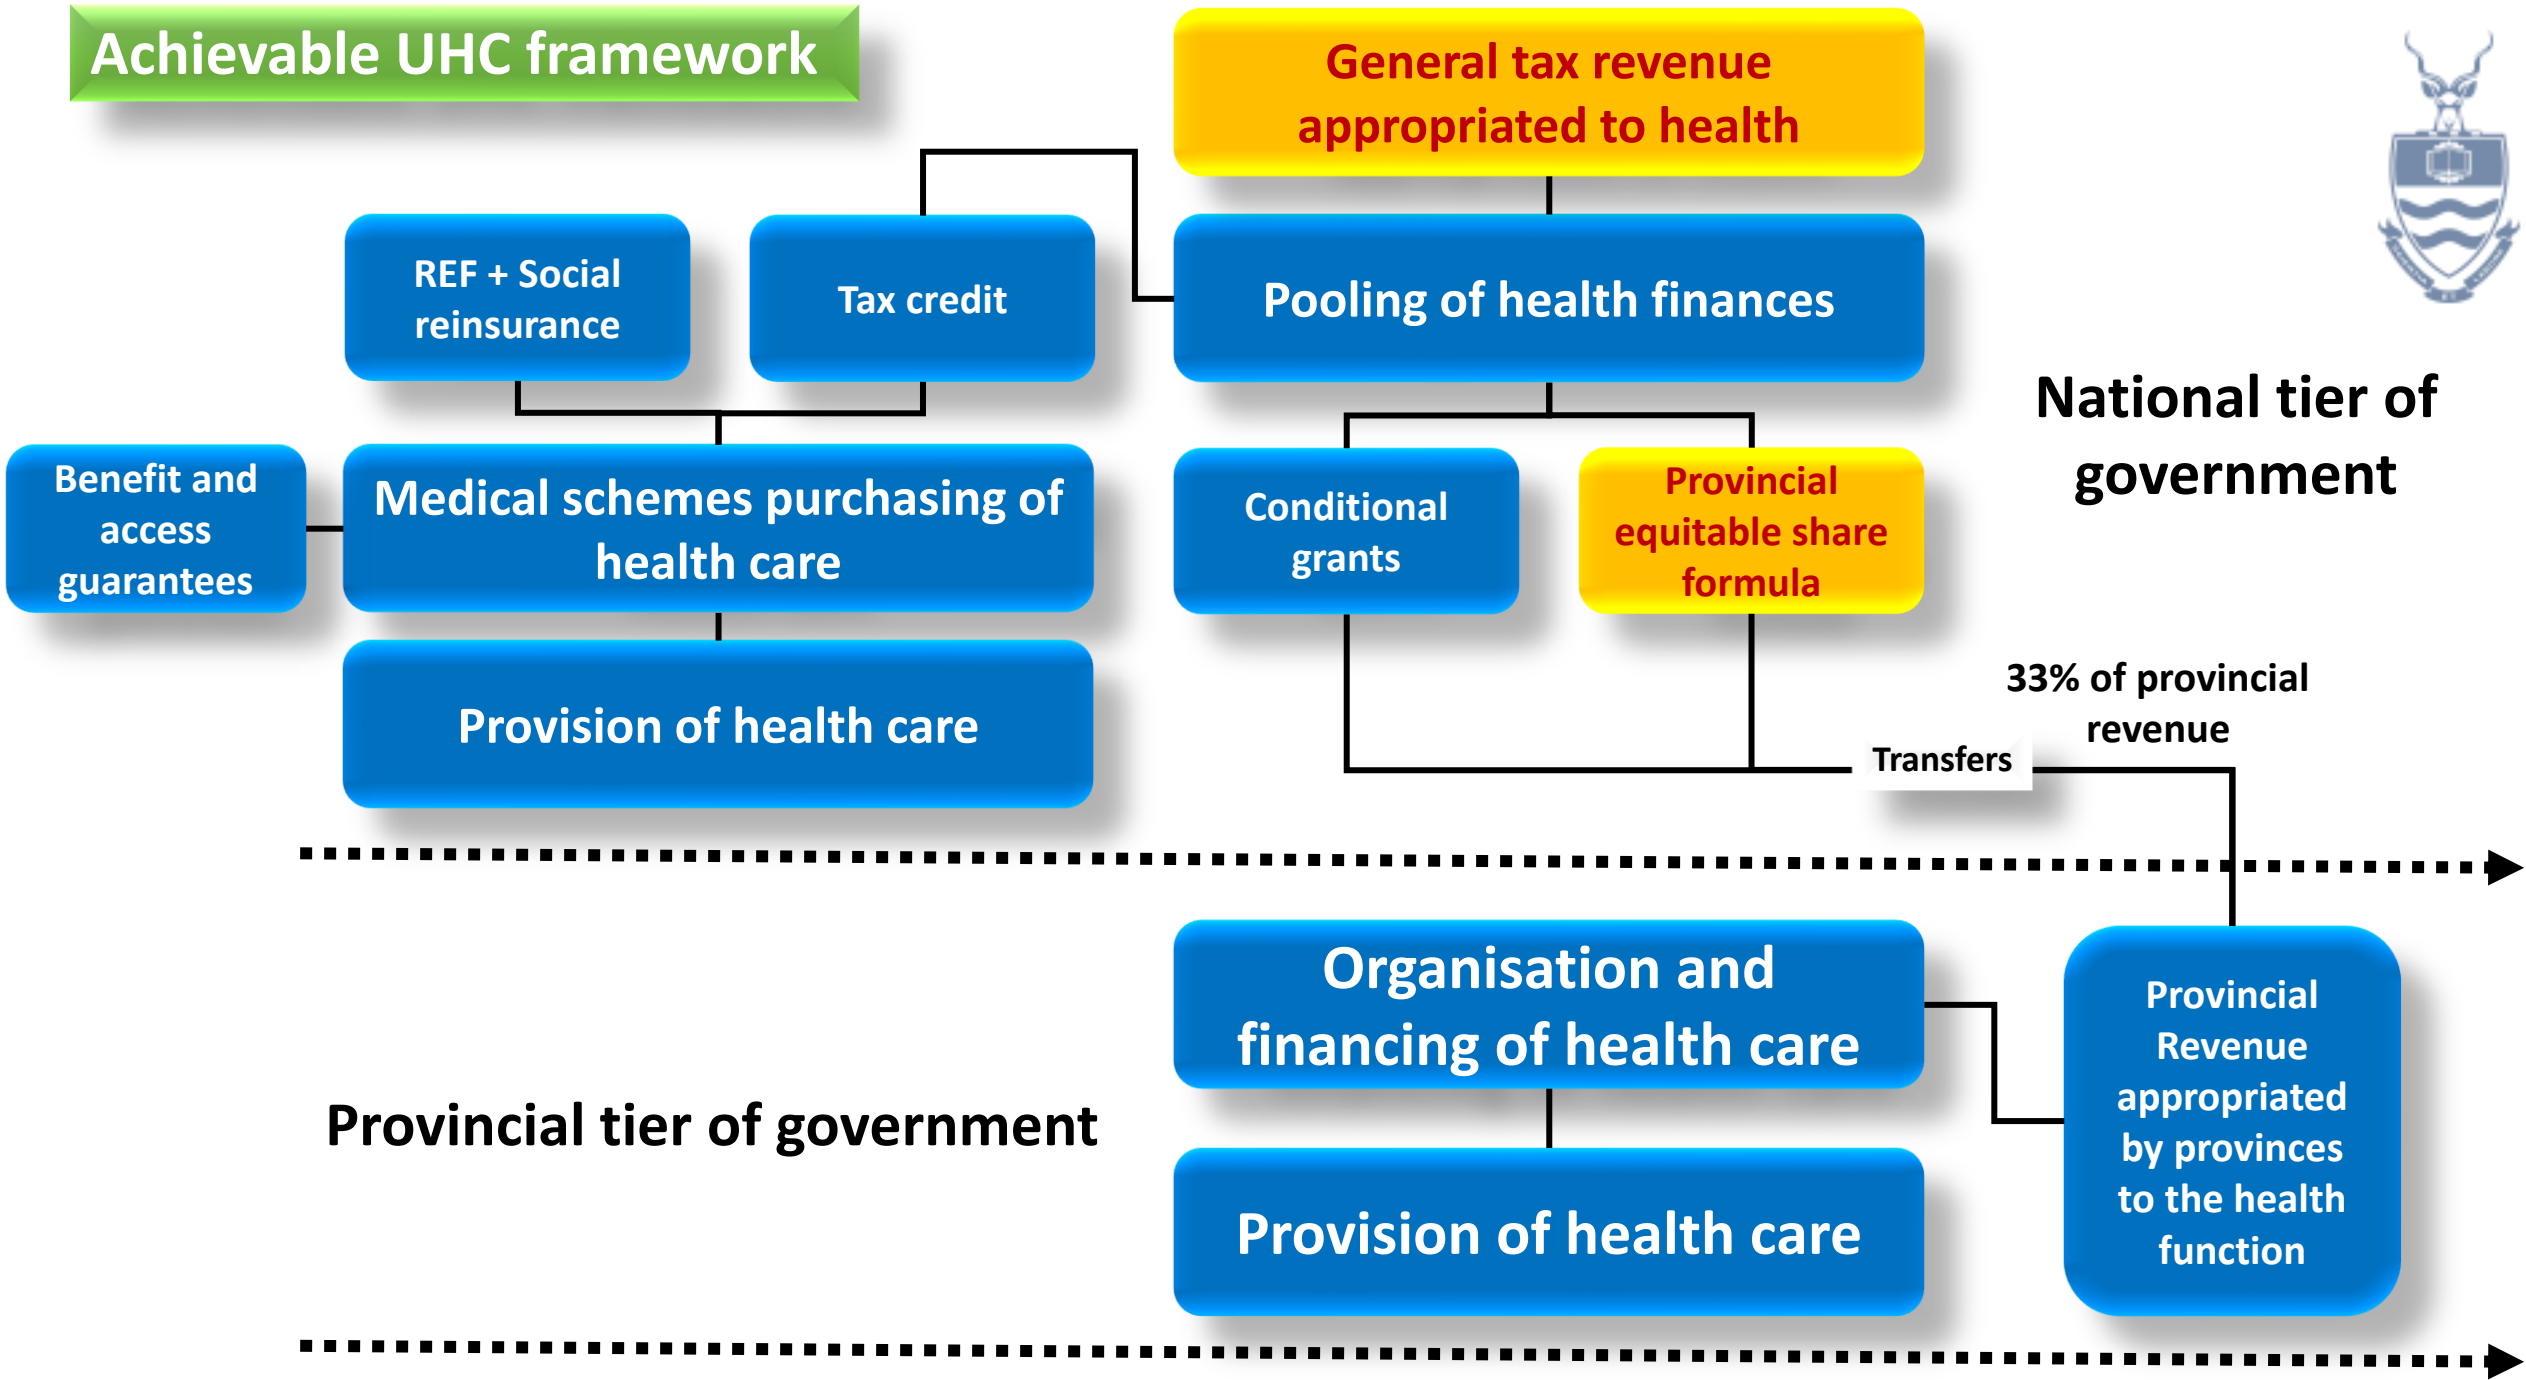 Achievable UHC framework
General tax revenue
appropriated to health
REF + Social
reinsurance
Tax credit
Pooling of health finances
National tier of
government
Benefit and
access
guarantees
Medical schemes purchasing of
health care
Conditional
grants
Provincial
equitable share
formula
Provision of health care
33% of provincial
revenue
Transfers
Organisation and
financing of health care
Provincial
Revenue
appropriated
by provinces
to the health
function
Provincial tier of government
Provision of health care